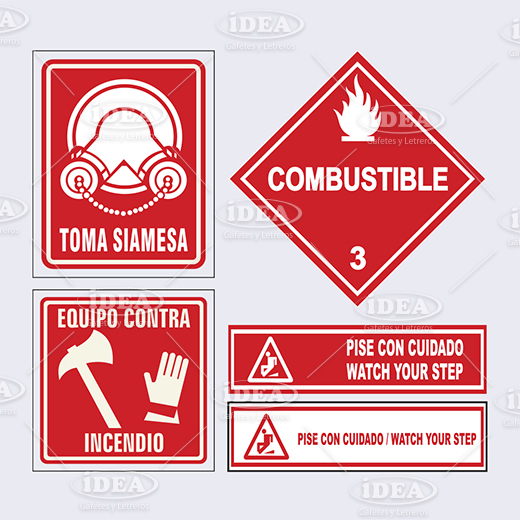 iDEA
Gafetes y Letreros
TOMA SIAMESA
COMBUSTIBLE
3
EQUIPO CONTRA
INCENDIO
PISE CON CUIDADO
WATCH YOUR STEP
PISE CON CUIDADO / WATCH YOUR STEP